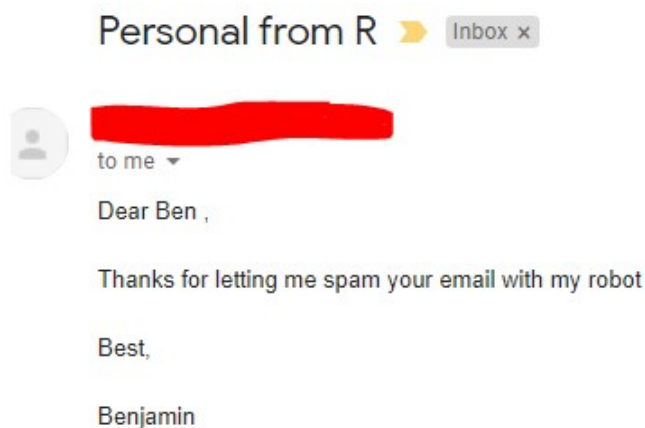 Personal from R Inbox x
to me
Dear Ben ,
Thanks for letting me spam your email with my robot
Best,
Benjamin